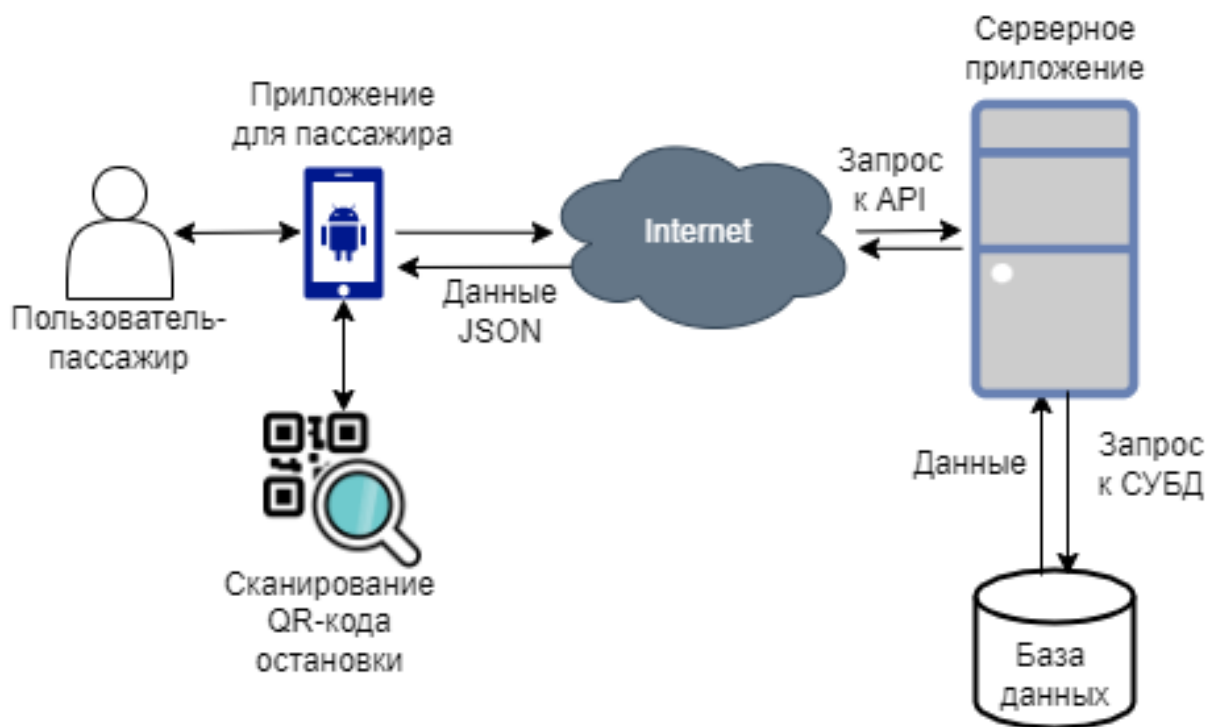 Серверное
приложение
Приложение
для пассажира
Запрос
к API
Internet
Данные
JSON
Пользователь-
пассажир
Данные
Запрос
к СУБД
Сканирование
QR-кода
остановки
База
данных